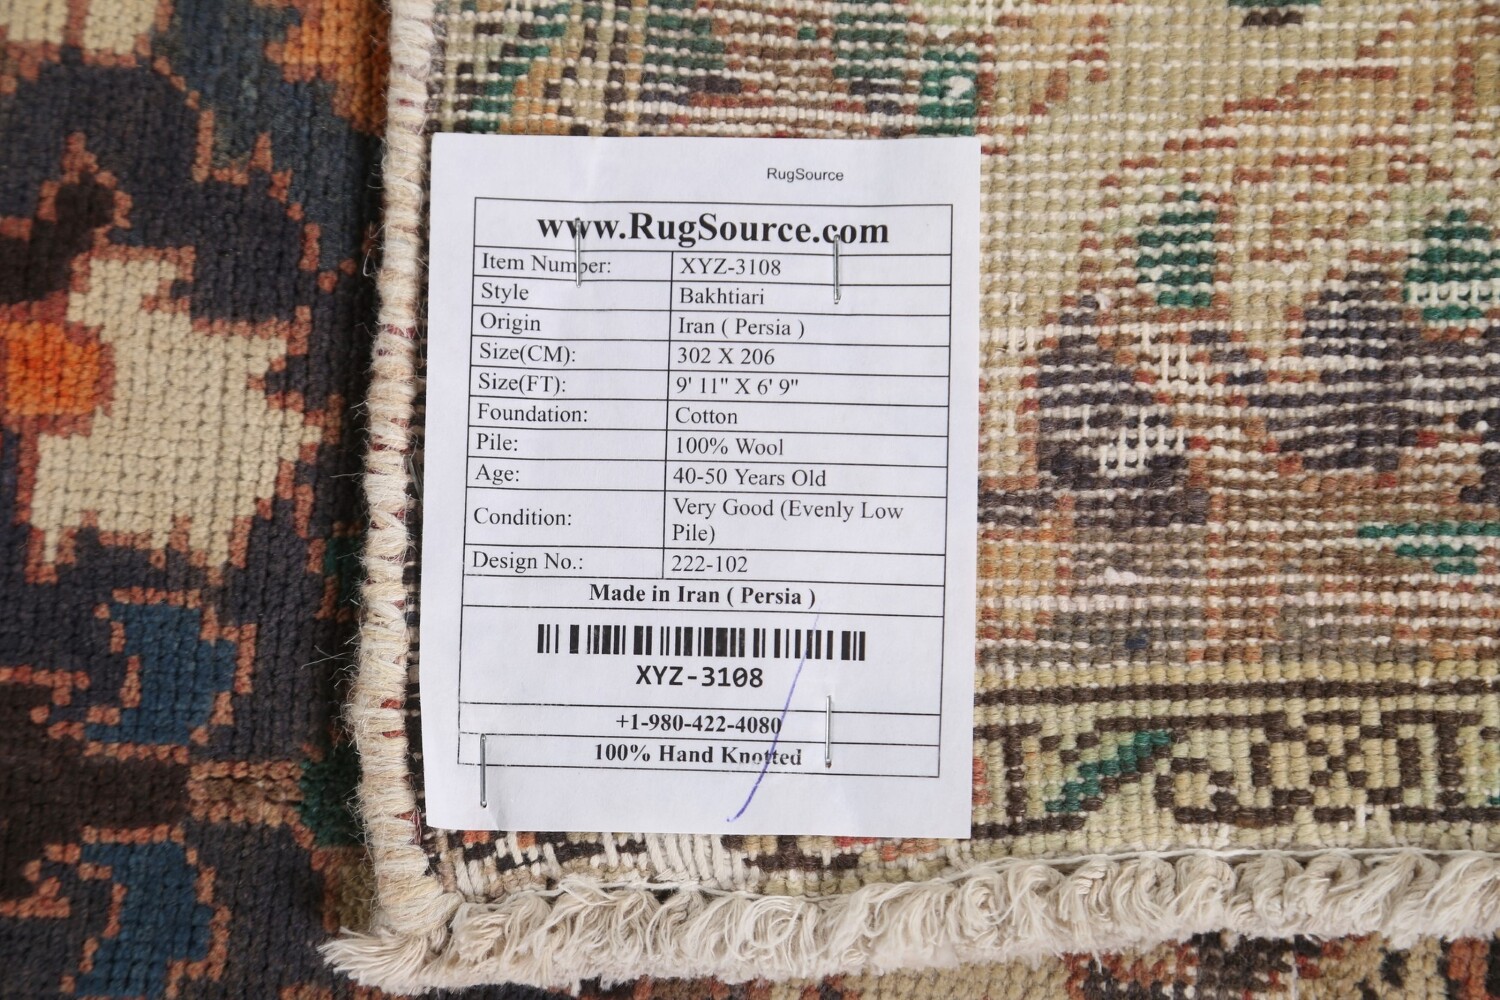 RugSource
www.RugSource.com
Item Number: XYZ-3108
Style Bakhtiari
Origin Iran ( Persia )
Size(CM): 302 X 206
Size(FT): 9' 11" X 6' 9"
Foundation: Cotton
Pile: 100% Wool
Age: 40-50 Years Old
Condition: Very Good (Evenly Low
Pile)
Design No.: 222-102
Made in Iran ( Persia )
XYZ-3108
+1-980-422-4080
100% Hand Knotted